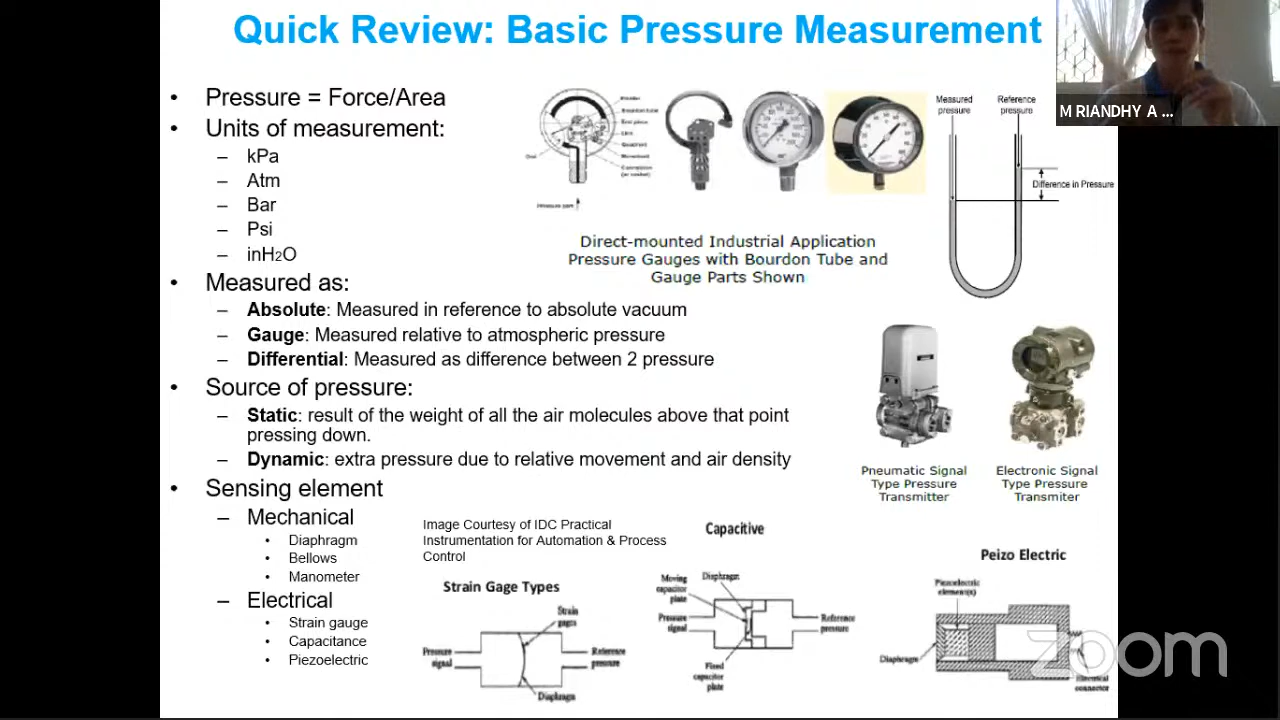 Quick Review: Basic Pressure Measurement
M RIANDHY A ...
• Pressure = Force/Area
• Units of measurement:
– kPa
– Atm
– Bar
– Psi
– inH2O
• Measured as:
– Absolute: Measured in reference to absolute vacuum
– Gauge: Measured relative to atmospheric pressure
– Differential: Measured as difference between 2 pressure
• Source of pressure:
– Static: result of the weight of all the air molecules above that point
pressing down.
– Dynamic: extra pressure due to relative movement and air density
• Sensing element
– Mechanical
• Diaphragm
• Bellows
• Manometer
– Electrical
• Strain gauge
• Capacitance
• Piezoelectric
Direct-mounted Industrial Application
Pressure Gauges with Bourdon Tube and
Gauge Parts Shown
Measured
pressure
Reference
pressure
Difference in Pressure
Pneumatic Signal
Type Pressure
Transmitter
Electronic Signal
Type Pressure
Transmiter
Image Courtesy of IDC Practical
Instrumentation for Automation & Process
Control
Strain Gage Types
Strain
gages
Pressure
signal
Reference
pressure
Diaphragm
Capacitive
Diaphragm
Moving
capacitor
plate
Pressure
signal
Reference
pressure
Fixed
capacitor
plate
Peizo Electric
Piezoelectric
element(s)
Diaphragm
Electrical
connector
zoom